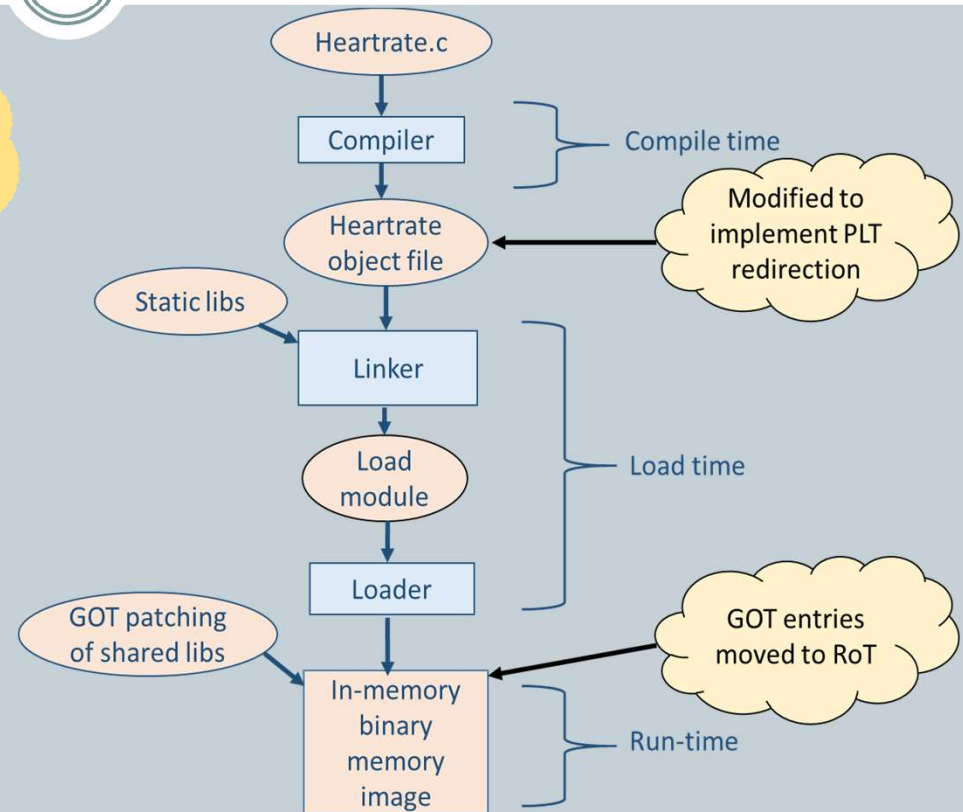 Heartrate.c
Compiler
Compile time
Modified to
implement PLT
redirection
Heartrate
object file
Static libs
Linker
Load time
Load
module
Loader
GOT patching
of shared libs
GOT entries
moved to RoT
In-memory
binary
memory
image
Run-time